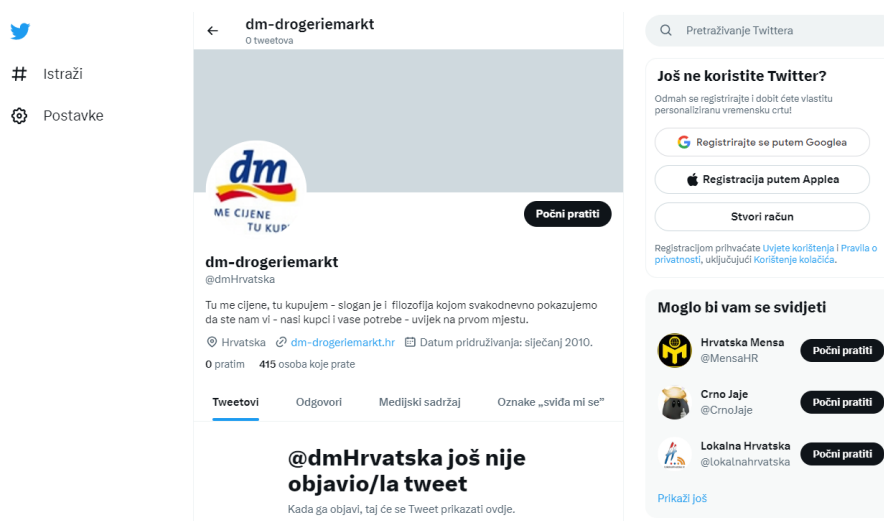 Istraži
Postavke
dm-drogeriemarkt
0 tweetova
dm
ME CIJENE
TU KUP
Počni pratiti
dm-drogeriemarkt
@dmHrvatska
Tu me cijene, tu kupujem - slogan je i filozofija kojom svakodnevno pokazujemo
da ste nam vi - nasi kupci i vase potrebe - uvijek na prvom mjestu.
Hrvatska dm-drogeriemarkt.hr Datum pridruživanja: siječanj 2010.
0 pratim 415 osoba koje prate
Tweetovi Odgovori Medijski sadržaj Oznake „sviđa mi se”
@dmHrvatska još nije
objavio/la tweet
Kada ga objavi, taj će se Tweet prikazati ovdje.
Pretraživanje Twittera
Još ne koristite Twitter?
Odmah se registrirajte i dobit ćete vlastitu
personaliziranu vremensku crtu!
Registrirajte se putem Googlea
Registracija putem Applea
Stvori račun
Registracijom prihvaćate Uvjete korištenja i Pravila o
privatnosti, uključujući Korištenje kolačića.
Moglo bi vam se svidjeti
Hrvatska Mensa
@MensaHR
Počni pratiti
Crno Jaje
@CrnoJaje
Počni pratiti
Lokalna Hrvatska
@lokalnahrvatska
Počni pratiti
Prikaži još